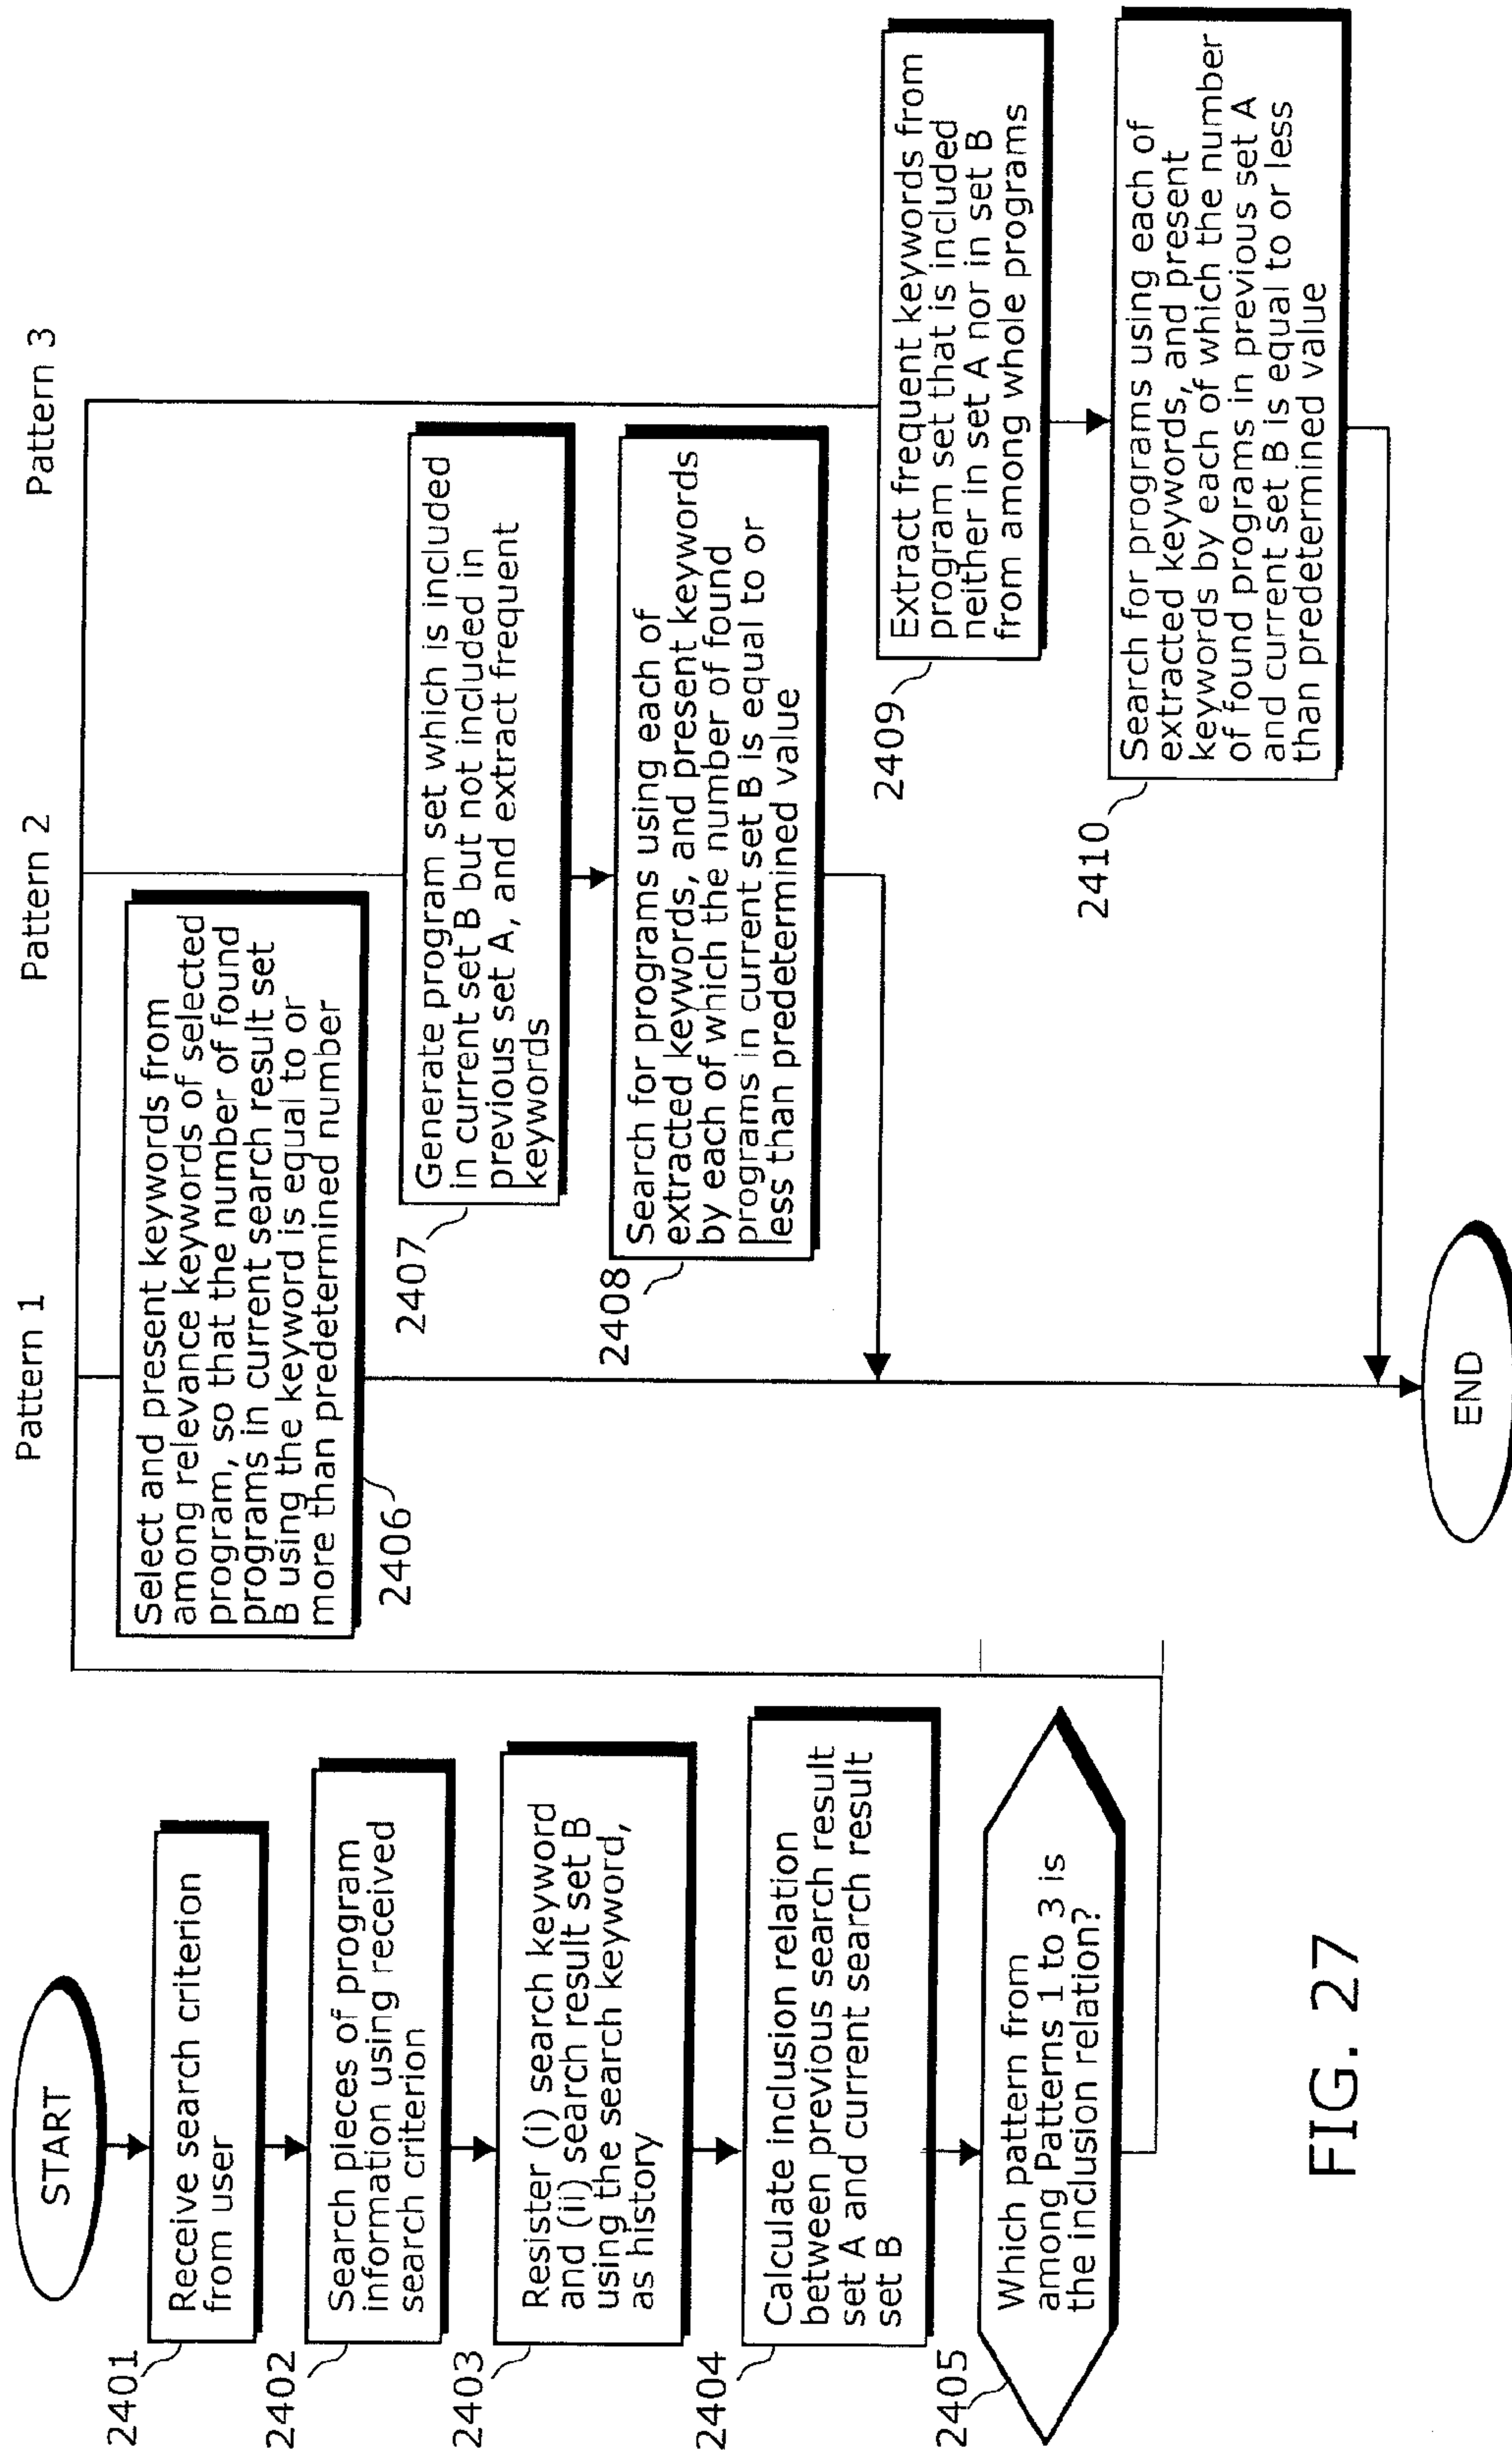 START
2401
Receive search criterion
from user
2402
Search pieces of program
information using received
search criterion
2403
Resister (i) search keyword
and (ii) search result set B
using the search keyword,
as history
2404
Calculate inclusion relation
between previous search result
set A and current search result
set B
2405
Which pattern from
among Patterns 1 to 3 is
the inclusion relation?
Pattern 1
Select and present keywords from
among relevance keywords of selected
program, so that the number of found
programs in current search result set
B using the keyword is equal to or
more than predetermined number
2406
Pattern 2
Generate program set which is included
in current set B but not included in
previous set A, and extract frequent
keywords
2407
Search for programs using each of
extracted keywords, and present keywords
by each of which the number of found
programs in current set B is equal to or
less than predetermined value
2408
Pattern 3
Extract frequent keywords from
program set that is included
neither in set A nor in set B
from among whole programs
2409
Search for programs using each of
extracted keywords, and present
keywords by each of which the number
of found programs in previous set A
and current set B is equal to or less
than predetermined value
2410
END
FIG. 27